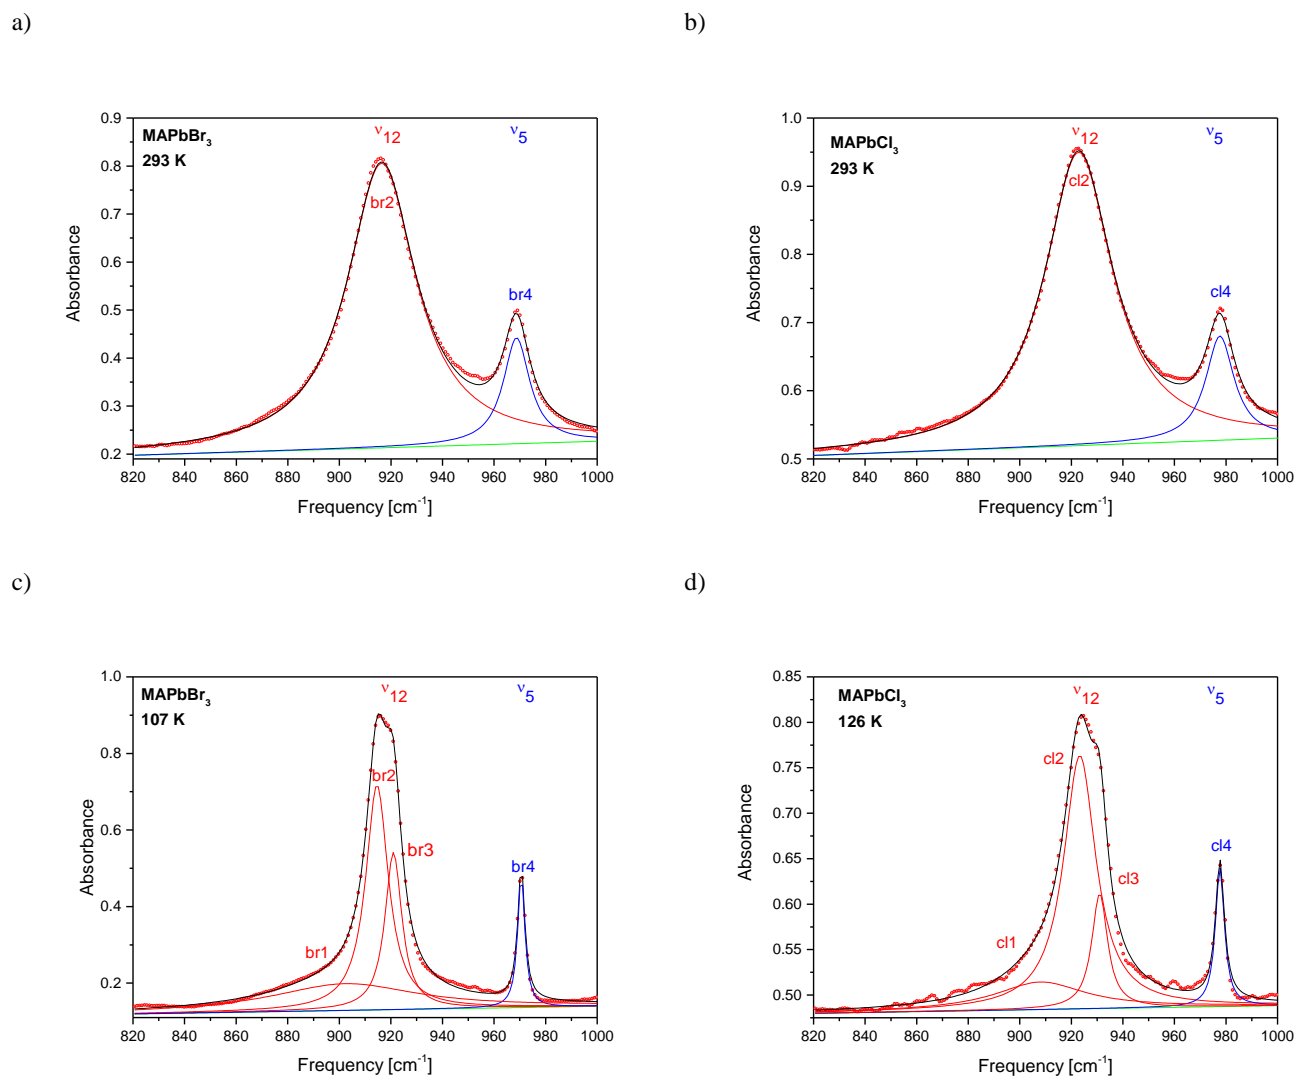 a)
MAPbBr3
293 K
ν12
ν5
br2
br4
Absorbance
0.9
0.8
0.7
0.6
0.5
0.4
0.3
0.2
820 840 860 880 900 920 940 960 980 1000
Frequency [cm-1]
b)
MAPbCl3
293 K
ν12
ν5
cl2
cl4
Absorbance
1.0
0.9
0.8
0.7
0.6
0.5
820 840 860 880 900 920 940 960 980 1000
Frequency [cm-1]
c)
MAPbBr3
107 K
ν12
ν5
br2
br3
br4
br1
Absorbance
1.0
0.8
0.6
0.4
0.2
820 840 860 880 900 920 940 960 980 1000
Frequency [cm-1]
d)
MAPbCl3
126 K
ν12
ν5
cl2
cl4
cl3
cl1
Absorbance
0.85
0.80
0.75
0.70
0.65
0.60
0.55
0.50
820 840 860 880 900 920 940 960 980 1000
Frequency [cm-1]